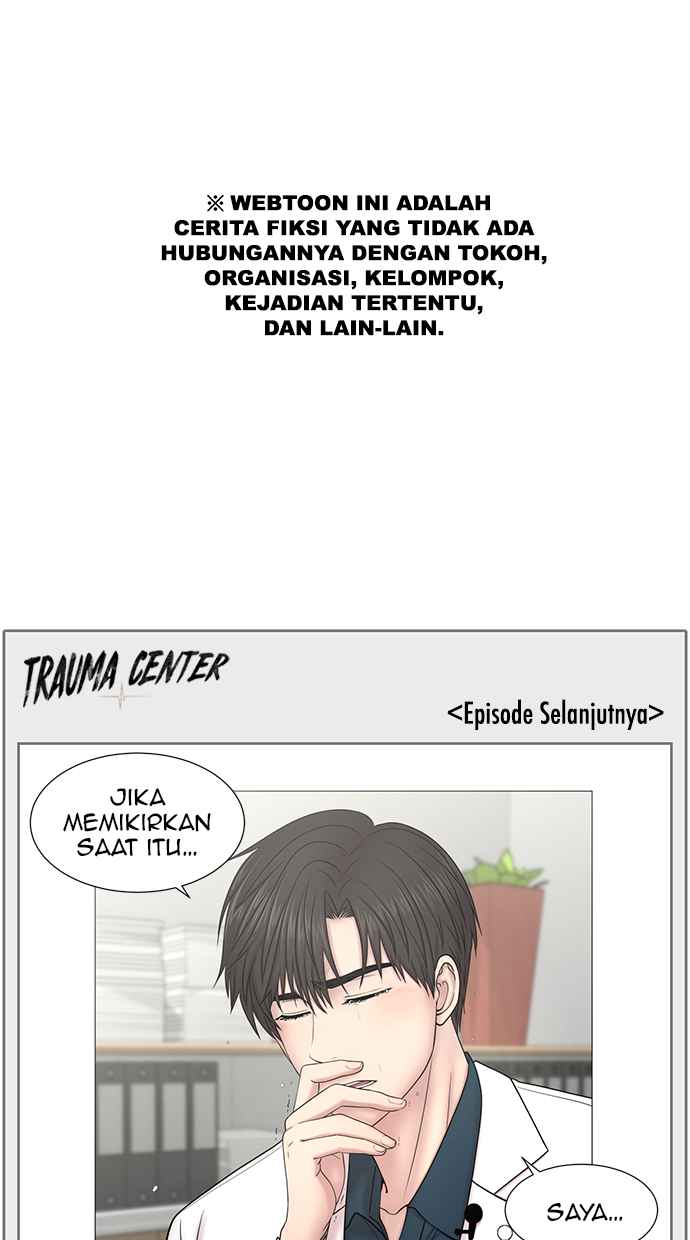 ※ WEBTOON INI ADALAH
CERITA FIKSI YANG TIDAK ADA
HUBUNGANNYA DENGAN TOKOH,
ORGANISASI, KELOMPOK,
KEJADIAN TERTENTU,
DAN LAIN-LAIN.
TRAUMA CENTER
<Episode Selanjutnya>
JIKA
MEMIKIRKAN
SAAT ITU...
SAYA...